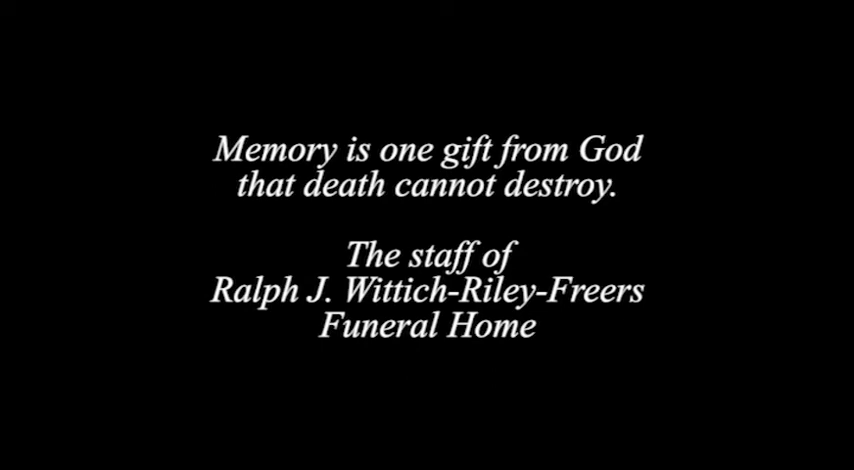 Memory is one gift from God
that death cannot destroy.
The staff of
Ralph J. Wittich-Riley-Freers
Funeral Home